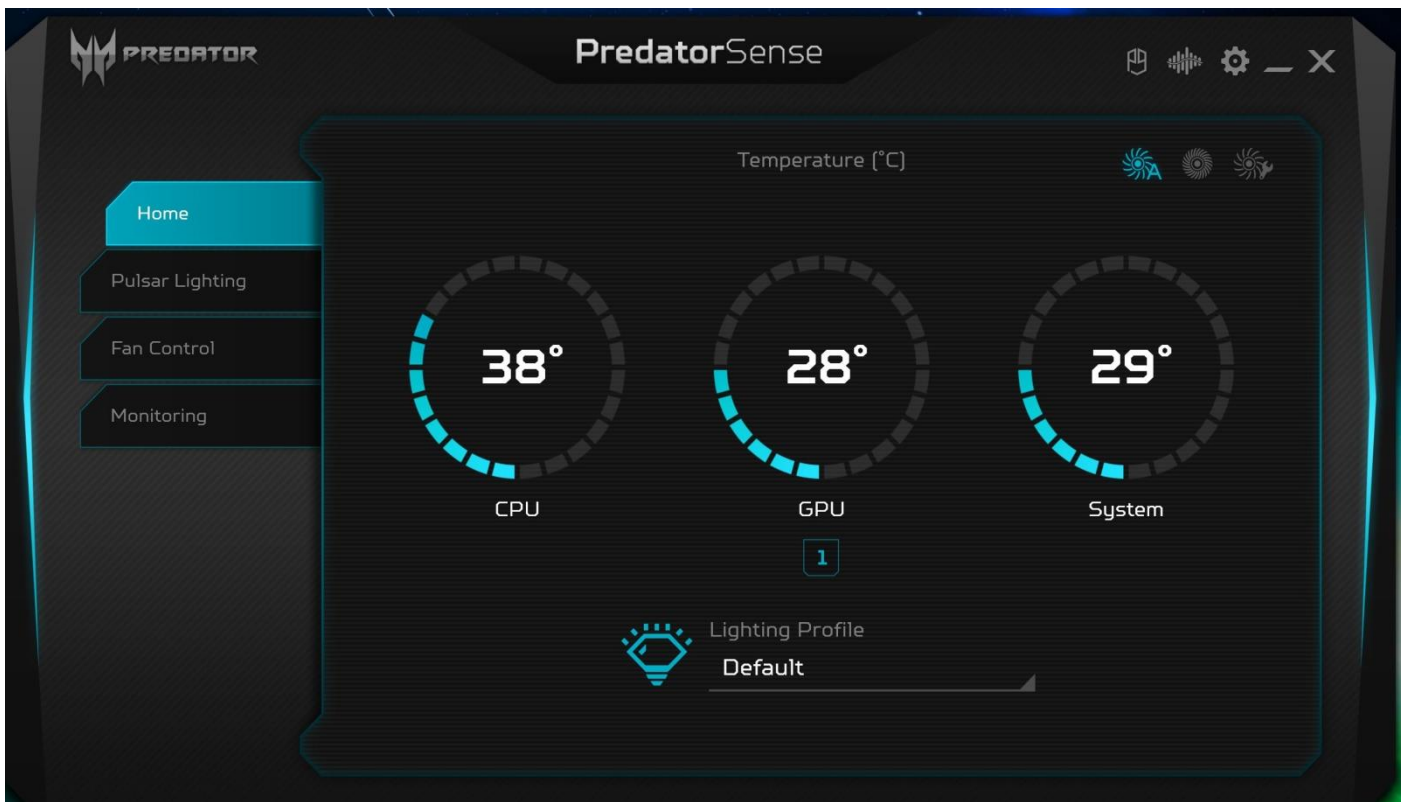 PREDATOR
PredatorSense
Temperature (°C)
Home
Pulsar Lighting
Fan Control
Monitoring
38°
28°
29°
CPU
GPU
System
1
Lighting Profile
Default